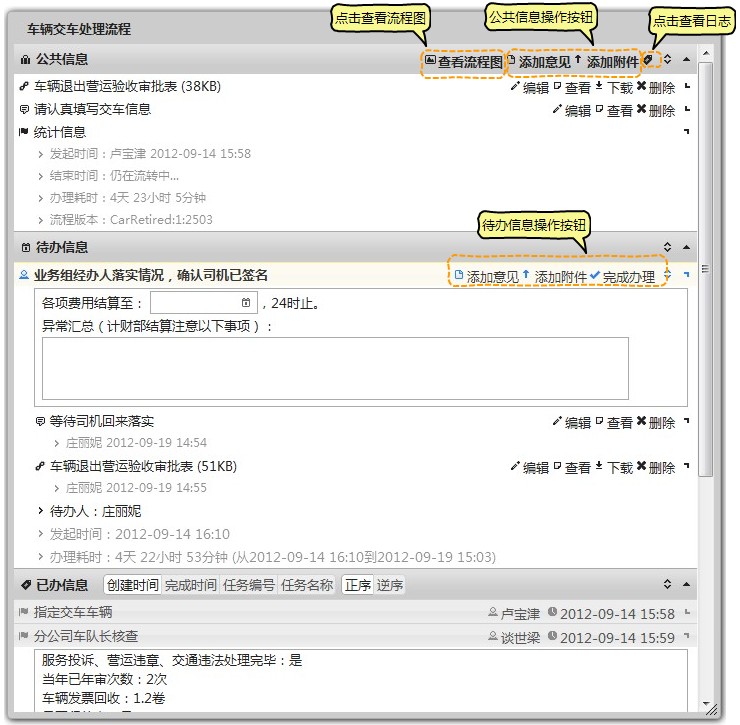 点击查看流程图
公共信息操作按钮
点击查看日志
车辆交车处理流程
公共信息 查看流程图 添加意见 添加附件
车辆退出营运验收审批表 (38KB) 编辑 查看 下载 删除
请认真填写交车信息 编辑 查看 删除
统计信息
发起时间：卢宝津 2012-09-14 15:58
结束时间：仍在流转中...
办理耗时：4天 23小时 5分钟
流程版本：CarRetired:1:2503
待办信息操作按钮
待办信息
业务组经办人落实情况，确认司机已签名 添加意见 添加附件 完成办理
各项费用结算至： ，24时止。
异常汇总（计财部结算注意以下事项）：
等待司机回来落实 编辑 查看 删除
庄丽妮 2012-09-19 14:54
车辆退出营运验收审批表 (51KB) 编辑 查看 下载 删除
庄丽妮 2012-09-19 14:55
待办人：庄丽妮
发起时间：2012-09-14 16:10
办理耗时：4天 22小时 53分钟 (从2012-09-14 16:10到2012-09-19 15:03)
已办信息 创建时间 完成时间 任务编号 任务名称 正序 逆序
指定交车车辆 卢宝津 2012-09-14 15:58
分公司车队长核查 谈世梁 2012-09-14 15:59
服务投诉、营运违章、交通违法处理完毕：是
当年已年审次数：2次
车辆发票回收：1.2卷